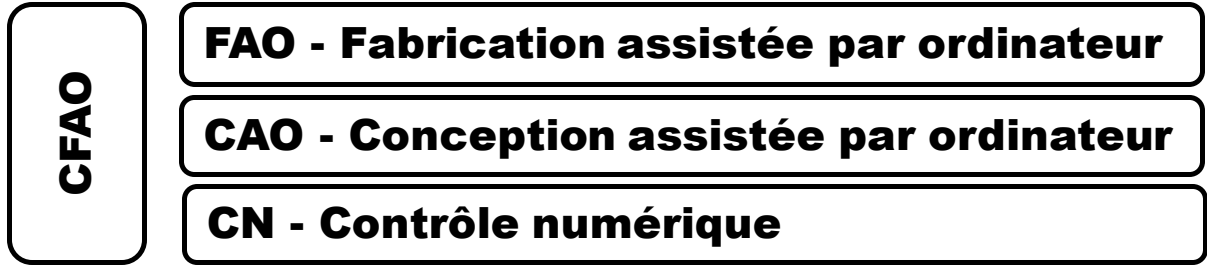 CFAO
FAO - Fabrication assistée par ordinateur
CAO - Conception assistée par ordinateur
CN - Contrôle numérique